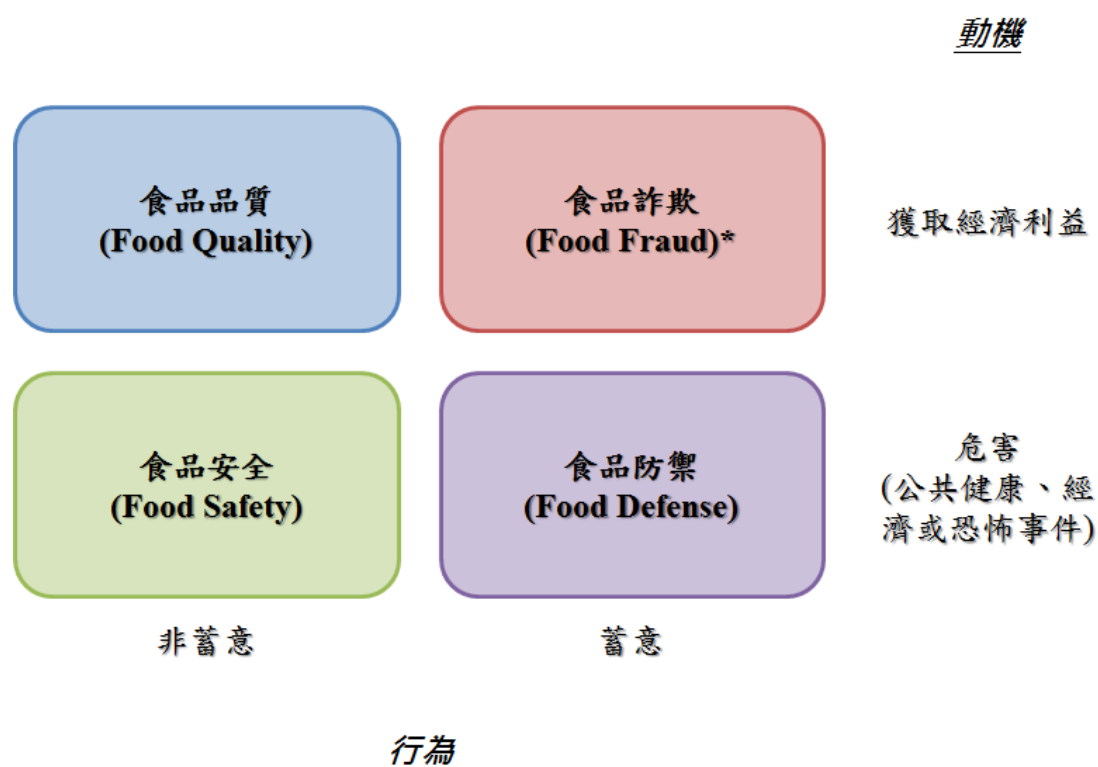 動機
食品品質
(Food Quality)
食品詐欺
(Food Fraud)*
獲取經濟利益
食品安全
(Food Safety)
食品防禦
(Food Defense)
危害
(公共健康、經
濟或恐怖事件)
非蓄意
蓄意
行為